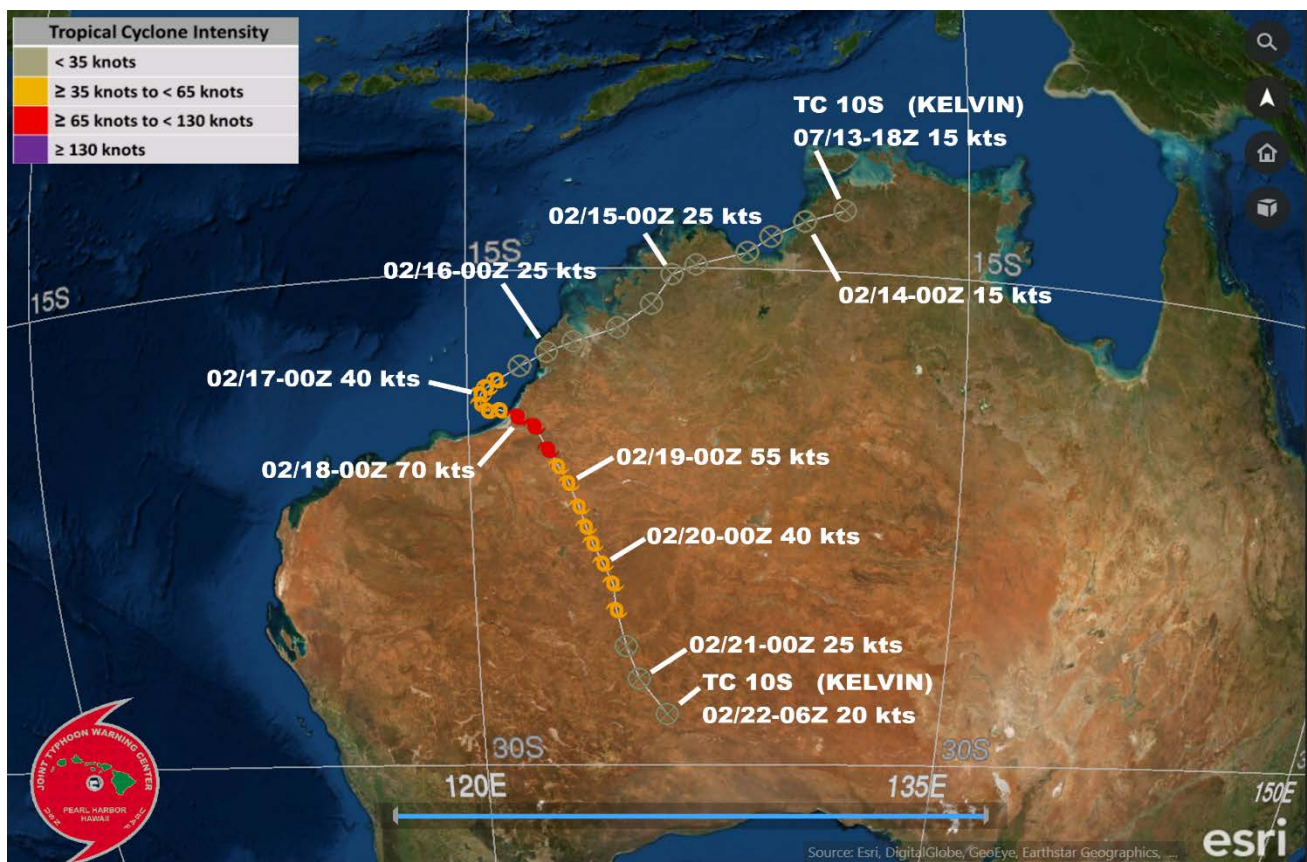 Tropical Cyclone Intensity
< 35 knots
≥ 35 knots to < 65 knots
≥ 65 knots to < 130 knots
≥ 130 knots
TC 10S (KELVIN)
07/13-18Z 15 kts
02/15-00Z 25 kts
15S
02/16-00Z 25 kts
15S
15S
02/14-00Z 15 kts
02/17-00Z 40 kts
02/18-00Z 70 kts
02/19-00Z 55 kts
02/20-00Z 40 kts
02/21-00Z 25 kts
TC 10S (KELVIN)
02/22-06Z 20 kts
30S
30S
120E
135E
150E
JOINT TYPHOON WARNING CENTER
PEARL HARBOR
HAWAII
esri
Source: Esri, DigitalGlobe, GeoEye, Earthstar Geographics, ...